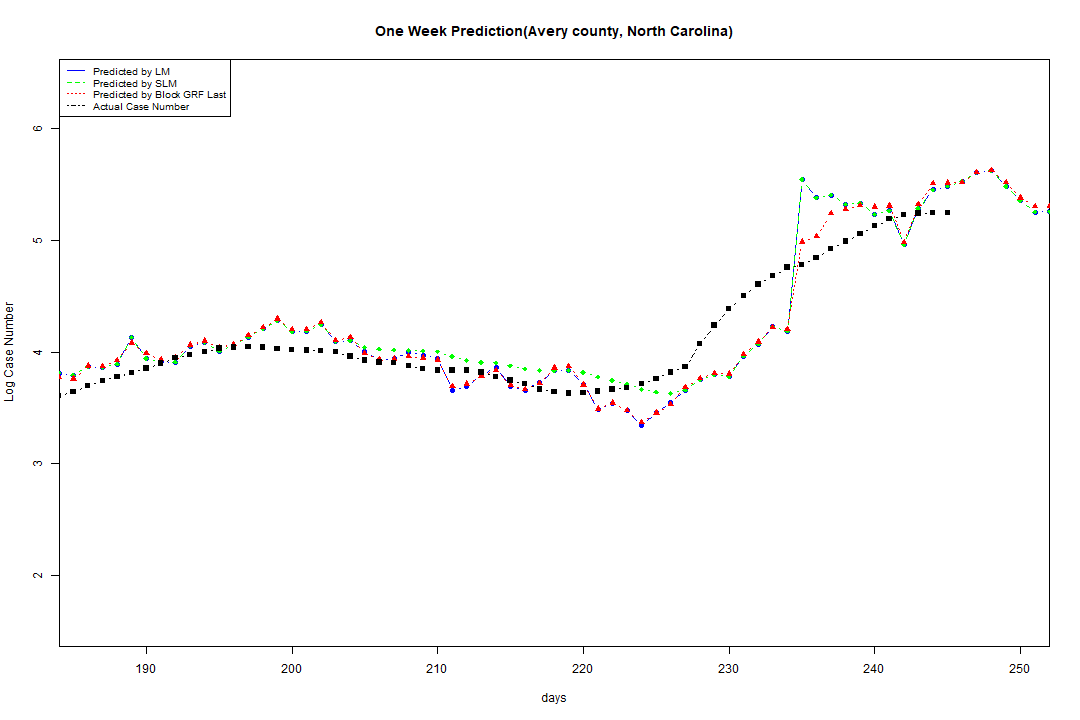 One Week Prediction(Avery county, North Carolina)
Predicted by LM
Predicted by SLM
Predicted by Block GRF Last
Actual Case Number
6
5
4
3
2
Log Case Number
190 200 210 220 230 240 250
days